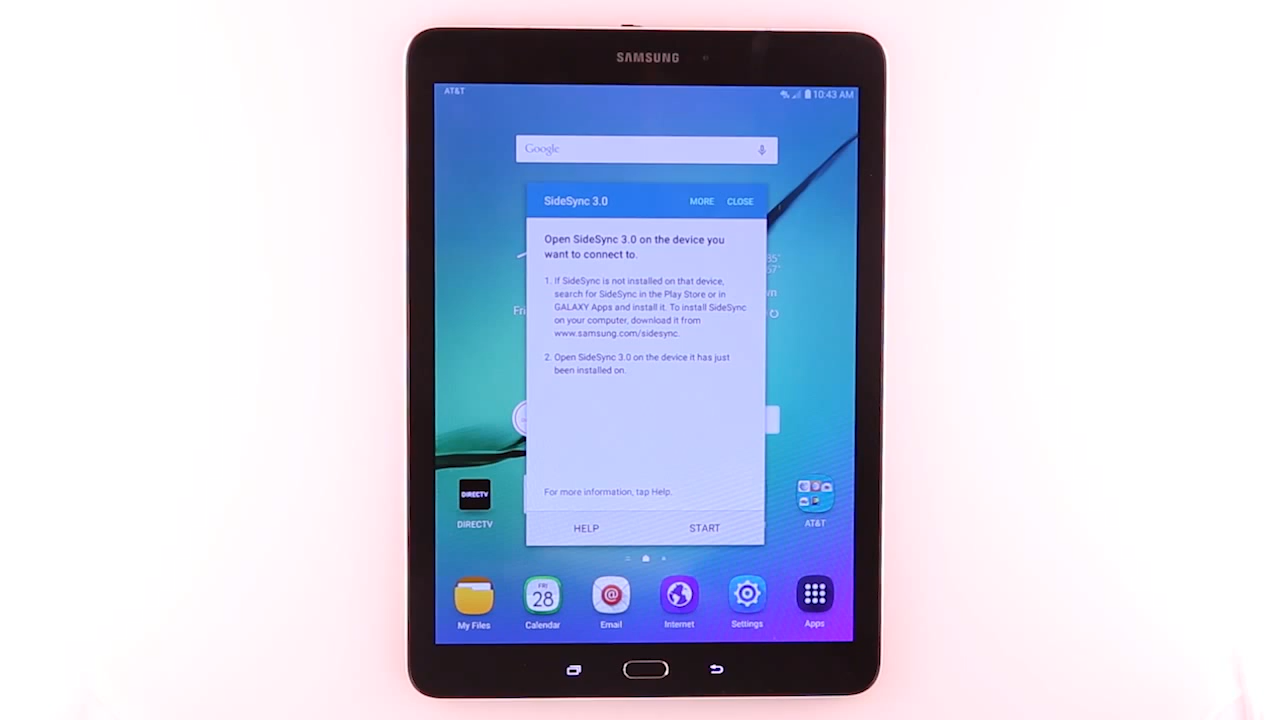 SAMSUNG
AT&T
10:43 AM
Google
SideSync 3.0
MORE
CLOSE
Open SideSync 3.0 on the device you
want to connect to.
1. If SideSync is not installed on that device,
search for SideSync in the Play Store or in
GALAXY Apps and install it. To install SideSync
on your computer, download it from
www.samsung.com/sidesync.
2. Open SideSync 3.0 on the device it has just
been installed on.
For more information, tap Help.
HELP
START
Fri
DIRECTV
DIRECTV
AT&T
FRI
28
My Files
Calendar
Email
Internet
Settings
Apps